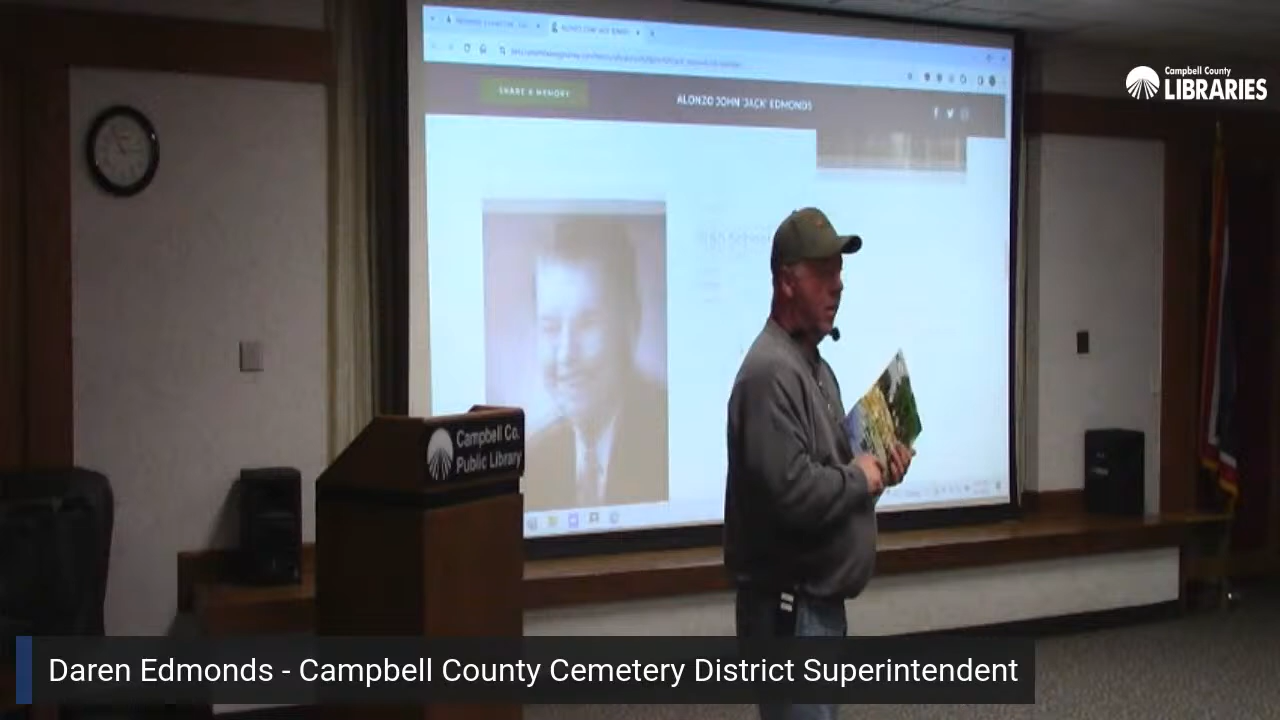 SHARE A MEMORY
ALONZO JOHN 'JACK' EDMONDS
Campbell County
LIBRARIES
Campbell Co.
Public Library
Daren Edmonds - Campbell County Cemetery District Superintendent